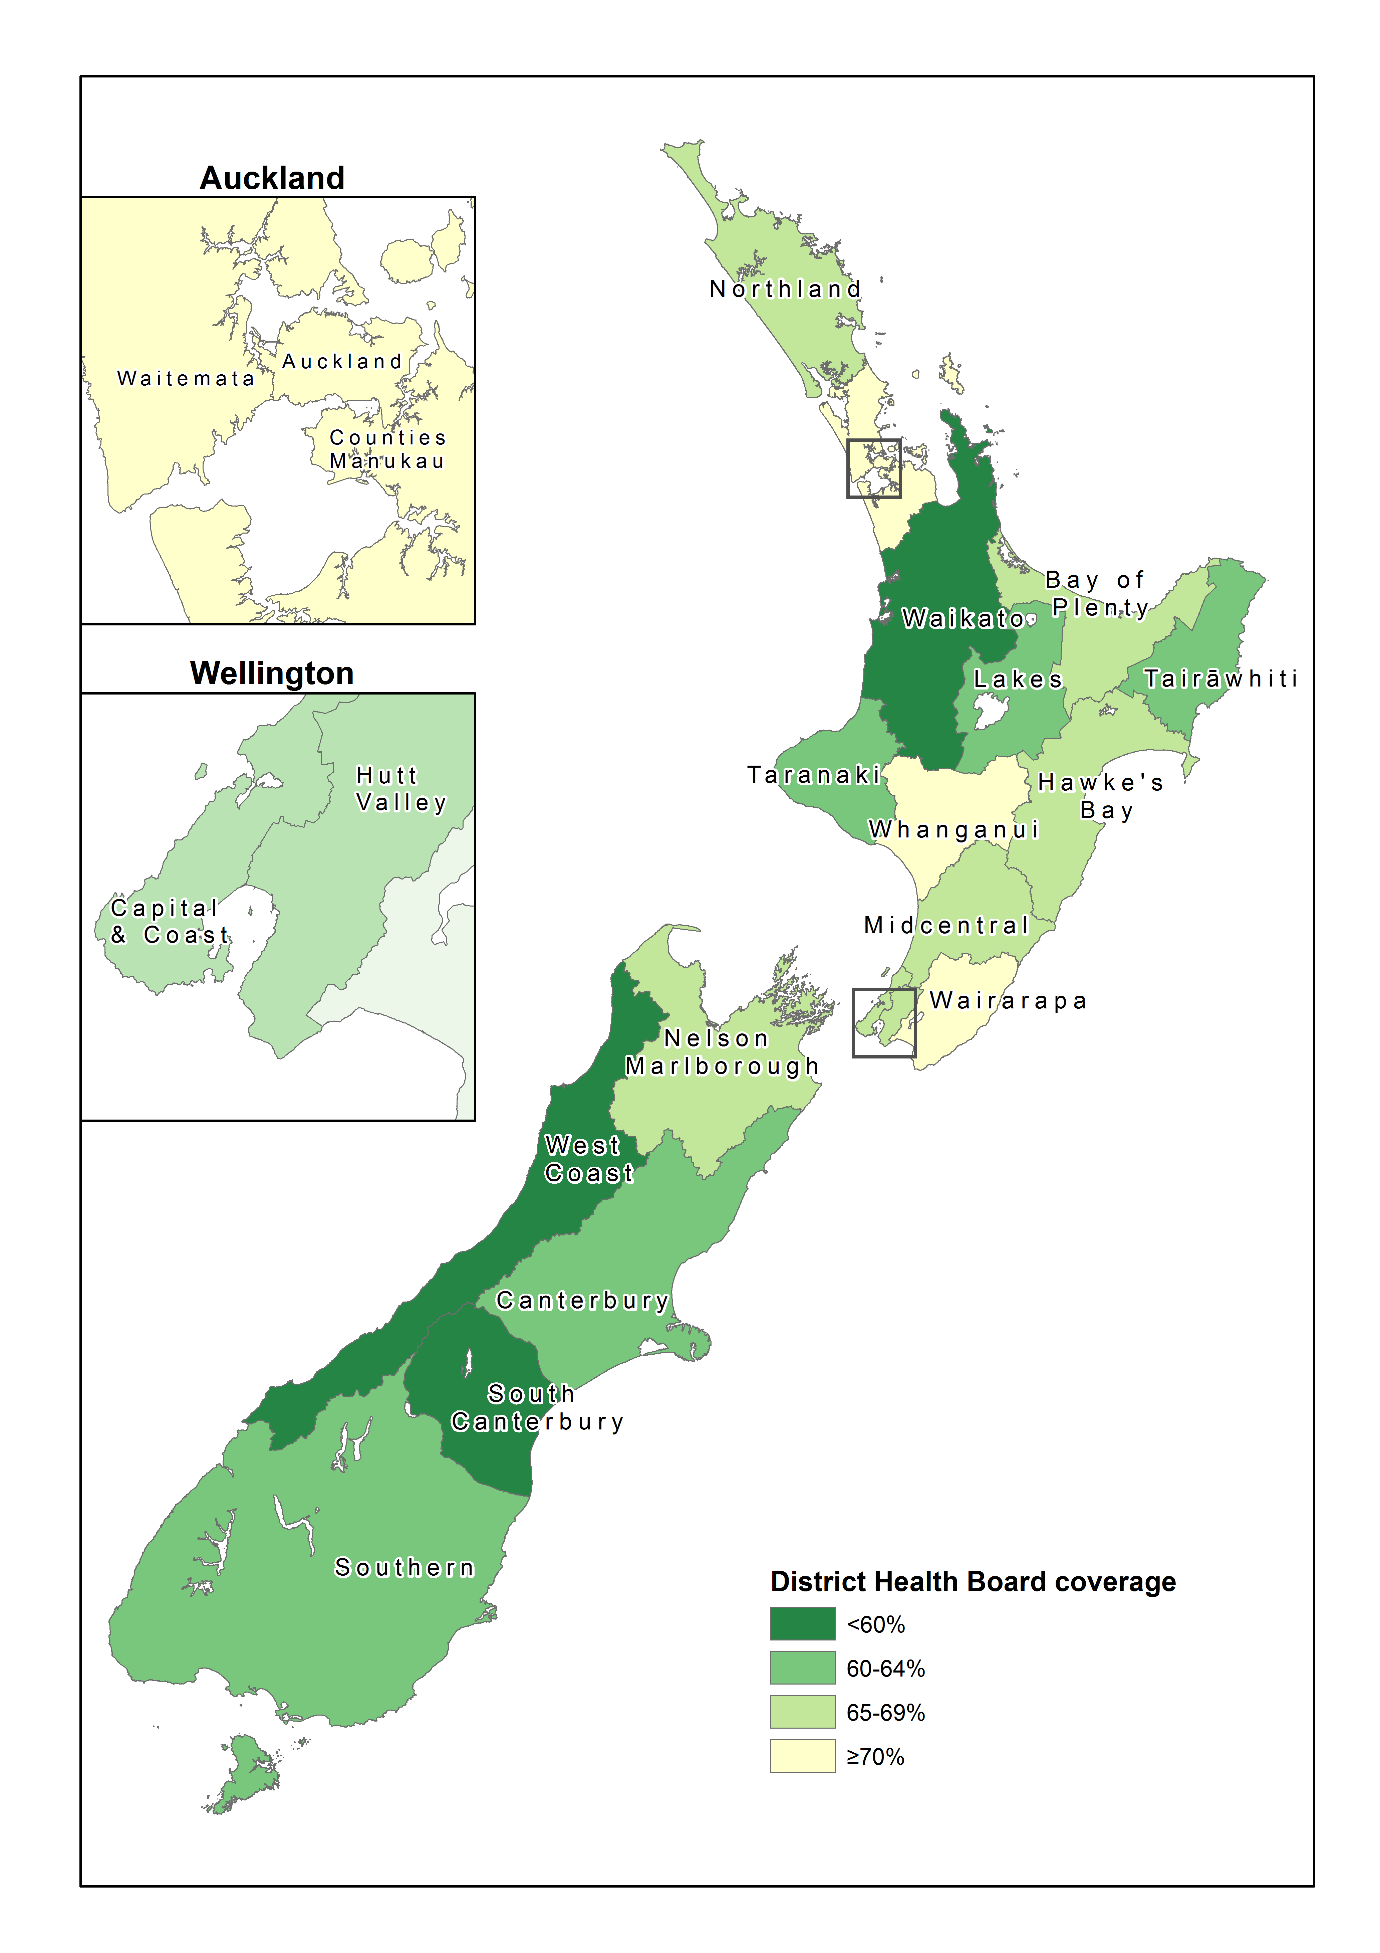 Auckland
Waitemata
Auckland
Counties
Manukau
Wellington
Hutt
Valley
Capital
& Coast
Northland
Bay of
Plenty
Waikato
Lakes
Tairāwhiti
Taranaki
Hawke's
Bay
Whanganui
Midcentral
Wairarapa
Nelson
Marlborough
West
Coast
Canterbury
South
Canterbury
Southern
District Health Board coverage
<60%
60-64%
65-69%
≥70%